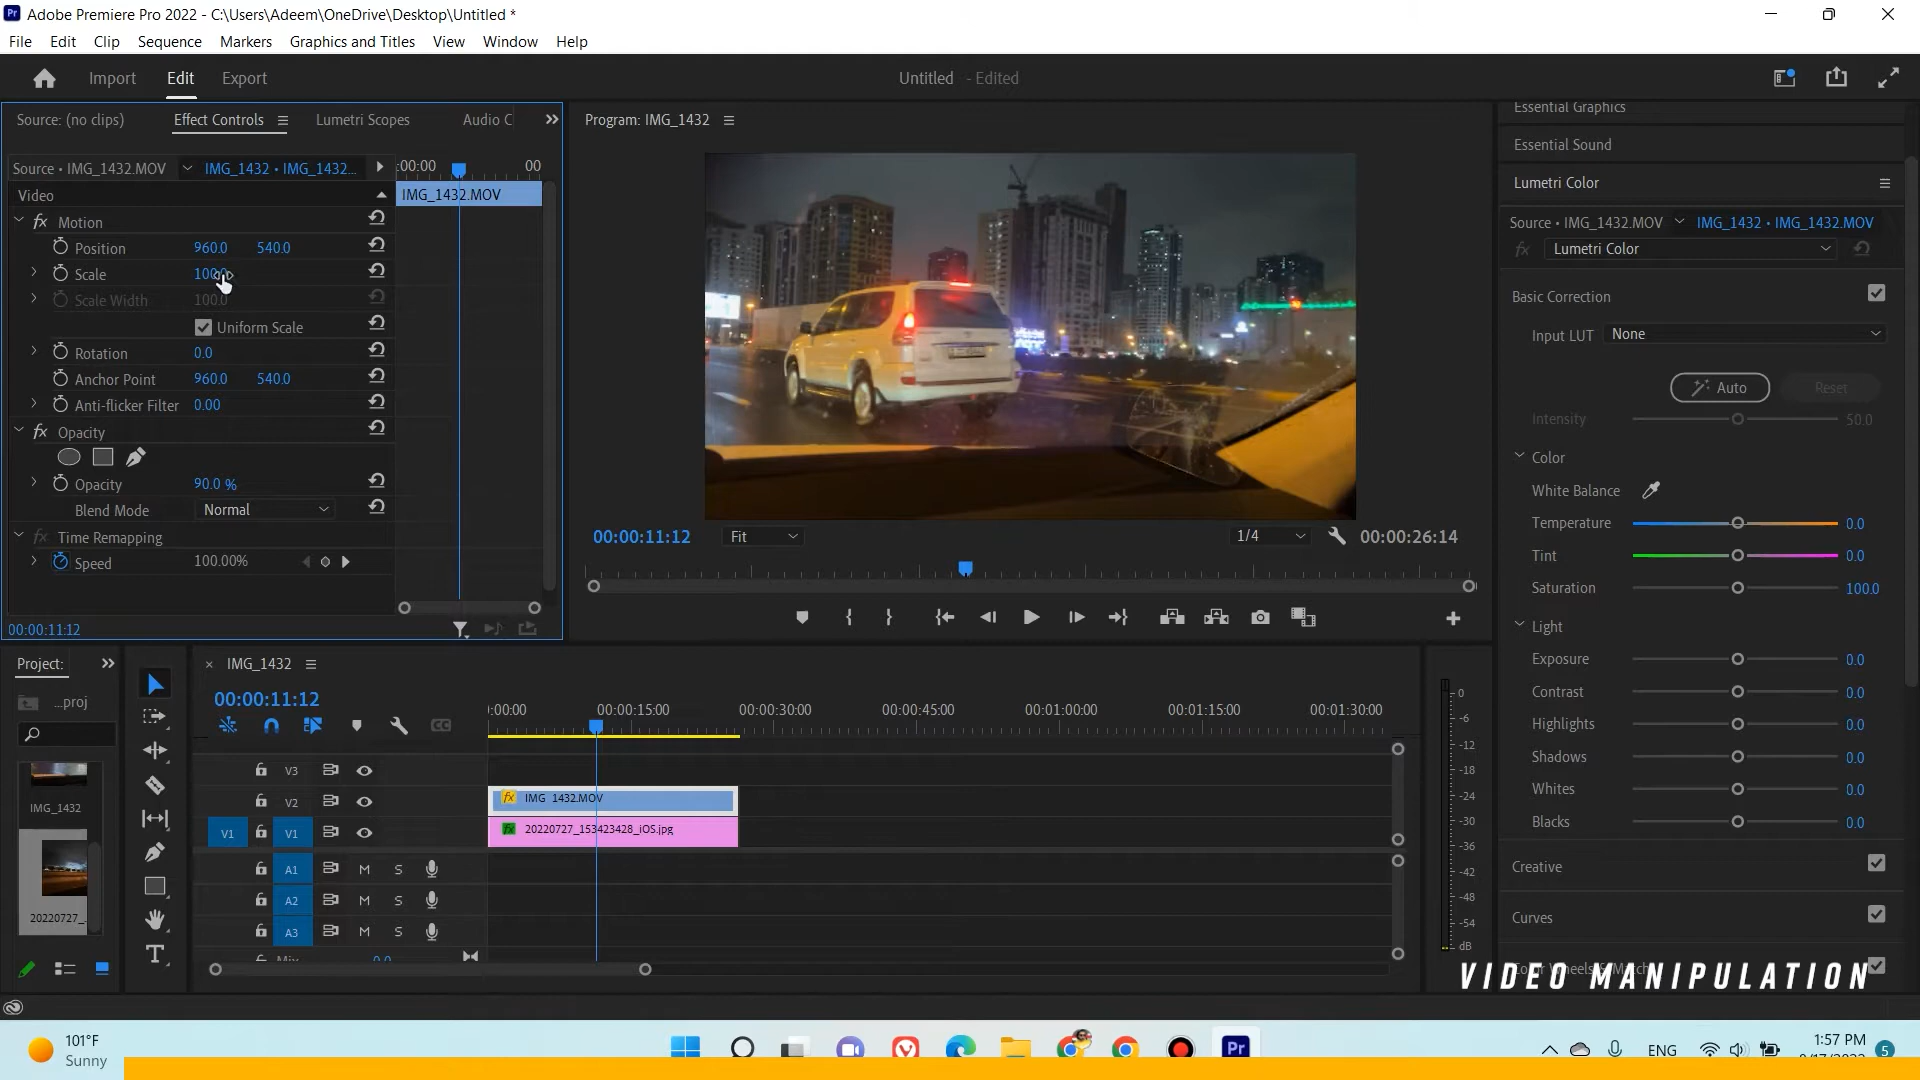 Adobe Premiere Pro 2022 - C:\Users\Adeem\OneDrive\Desktop\Untitled *
File Edit Clip Sequence Markers Graphics and Titles View Window Help
Import Edit Export
Untitled - Edited
Source: (no clips) Effect Controls Lumetri Scopes Audio C
Source • IMG_1432.MOV IMG_1432 • IMG_1432...
:00:00 00
Video
IMG_1432.MOV
fx Motion
Position 960.0 540.0
Scale 100.0
Scale Width 100.0
Uniform Scale
Rotation 0.0
Anchor Point 960.0 540.0
Anti-flicker Filter 0.00
fx Opacity
Opacity 90.0 %
Blend Mode Normal
fx Time Remapping
Speed 100.00%
00:00:11:12
Program: IMG_1432
00:00:11:12 Fit 1/4 00:00:26:14
Essential Graphics
Essential Sound
Lumetri Color
Source • IMG_1432.MOV IMG_1432 • IMG_1432.MOV
fx Lumetri Color
Basic Correction
Input LUT None
Auto Reset
Intensity 50.0
Color
White Balance
Temperature 0.0
Tint 0.0
Saturation 100.0
Light
Exposure 0.0
Contrast 0.0
Highlights 0.0
Shadows 0.0
Whites 0.0
Blacks 0.0
Creative
Curves
Project:
...proj
IMG_1432
20220727_...
IMG_1432
00:00:11:12
:00:00 00:00:15:00 00:00:30:00 00:00:45:00 00:01:00:00 00:01:15:00 00:01:30:00
V3
V2
fx IMG_1432.MOV
V1 V1
fx 20220727_153423428_iOS.jpg
A1 M S
A2 M S
A3 M S
Mix 0.0
0
-6
-12
-18
-24
-30
-36
-42
-48
-54
dB
VIDEO MANIPULATION
101°F
Sunny
Pr
ENG
1:57 PM
5